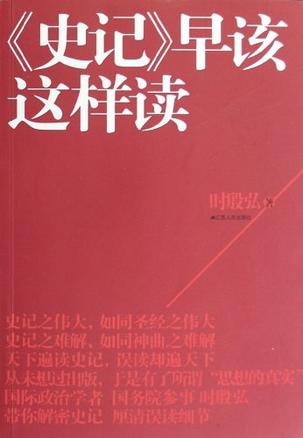 《史记》早该
这样读
时殷弘 著
江苏人民出版社
史记之伟大，如同圣经之伟大
史记之难解，如同神曲之难解
天下遍读史记，误读却遍天下
从未想过出版，于是有了所谓“思想的真实”
国际政治学者 国务院参事 时殷弘
带你解密史记 厘清误读细节